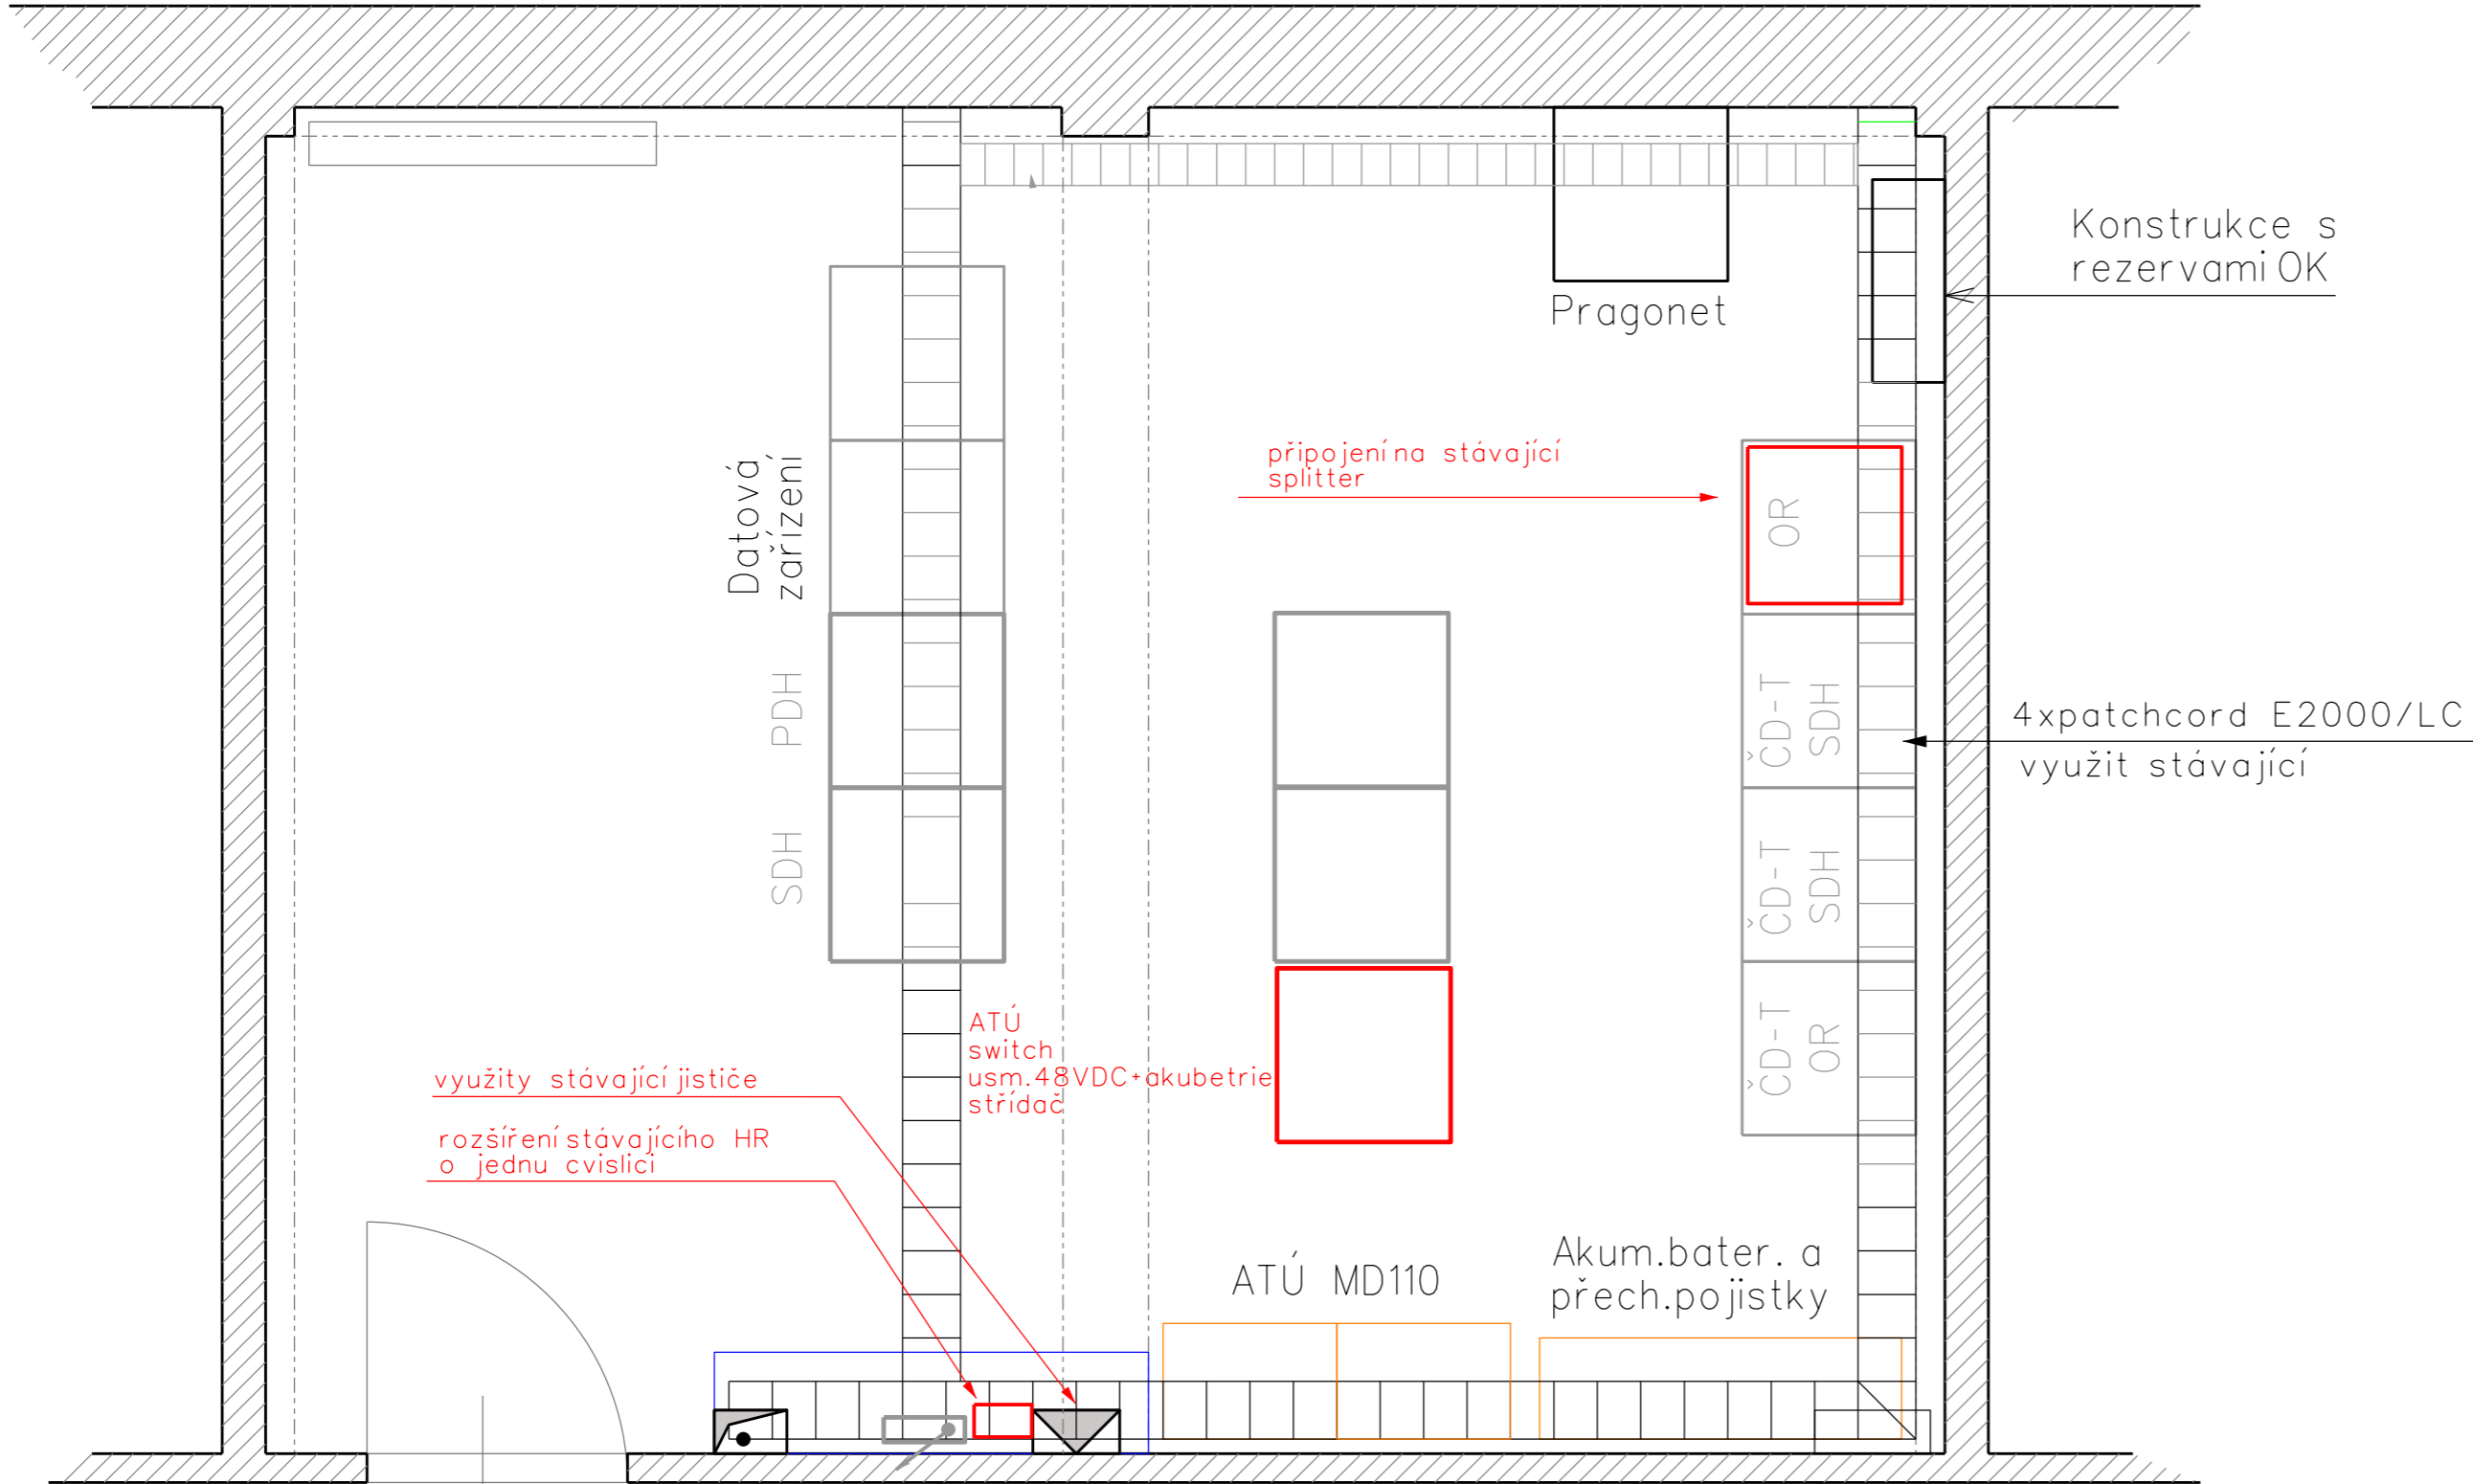 Konstrukce s
rezervami OK
Pragonet
připojení na stávající
splitter
OR
Datová
zařízení
ČD-T
SDH
PDH
4xpatchcord E2000/LC
využit stávající
ČD-T
SDH
SDH
ČD-T
OR
ATÚ
switch
usm.48VDC+akubetrie
střídač
využity stávající jističe
rozšíření stávajícího HR
o jednu cvislici
Akum.bater. a
přech.pojistky
ATÚ MD110